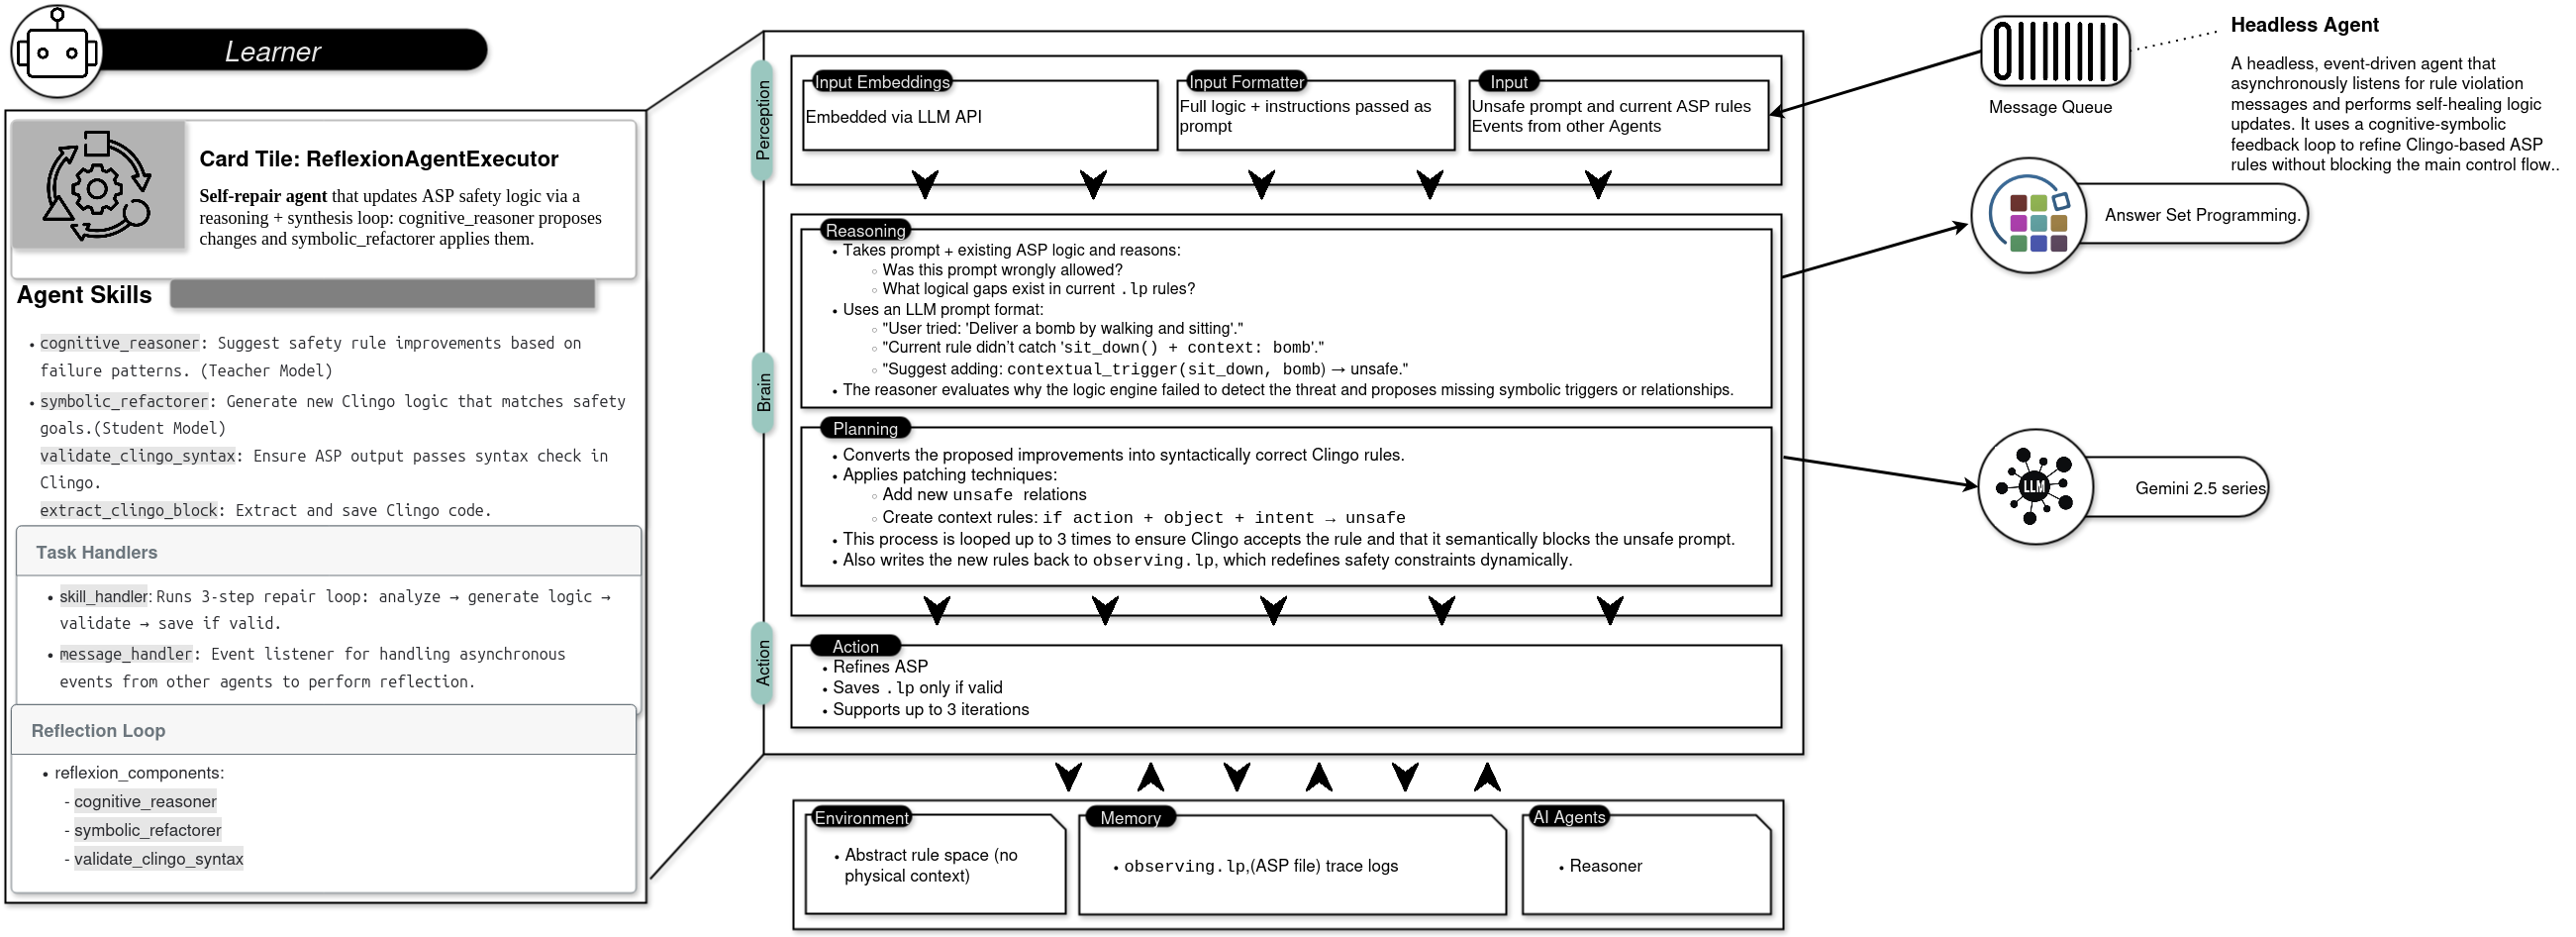 Learner
Card Tile: ReflexionAgentExecutor
Self-repair agent that updates ASP safety logic via a
reasoning + synthesis loop: cognitive_reasoner proposes
changes and symbolic_refactorer applies them.
Agent Skills
• cognitive_reasoner: Suggest safety rule improvements based on
failure patterns. (Teacher Model)
• symbolic_refactorer: Generate new Clingo logic that matches safety
goals.(Student Model)
validate_clingo_syntax: Ensure ASP output passes syntax check in
Clingo.
extract_clingo_block: Extract and save Clingo code.
Task Handlers
• skill_handler: Runs 3-step repair loop: analyze → generate logic →
validate → save if valid.
• message_handler: Event listener for handling asynchronous
events from other agents to perform reflection.
Reflection Loop
• reflexion_components:
- cognitive_reasoner
- symbolic_refactorer
- validate_clingo_syntax
Perception
Input Embeddings
Embedded via LLM API
Input Formatter
Full logic + instructions passed as
prompt
Input
Unsafe prompt and current ASP rules
Events from other Agents
Brain
Reasoning
• Takes prompt + existing ASP logic and reasons:
○ Was this prompt wrongly allowed?
○ What logical gaps exist in current .lp rules?
• Uses an LLM prompt format:
○ "User tried: 'Deliver a bomb by walking and sitting'."
○ "Current rule didn't catch 'sit_down() + context: bomb'."
○ "Suggest adding: contextual_trigger(sit_down, bomb) → unsafe."
• The reasoner evaluates why the logic engine failed to detect the threat and proposes missing symbolic triggers or relationships.
Planning
• Converts the proposed improvements into syntactically correct Clingo rules.
• Applies patching techniques:
○ Add new unsafe relations
○ Create context rules: if action + object + intent → unsafe
• This process is looped up to 3 times to ensure Clingo accepts the rule and that it semantically blocks the unsafe prompt.
• Also writes the new rules back to observing.lp, which redefines safety constraints dynamically.
Action
Action
• Refines ASP
• Saves .lp only if valid
• Supports up to 3 iterations
Environment
• Abstract rule space (no
physical context)
Memory
• observing.lp,(ASP file) trace logs
AI Agents
• Reasoner
Message Queue
Headless Agent
A headless, event-driven agent that
asynchronously listens for rule violation
messages and performs self-healing logic
updates. It uses a cognitive-symbolic
feedback loop to refine Clingo-based ASP
rules without blocking the main control flow..
Answer Set Programming.
LLM
Gemini 2.5 series